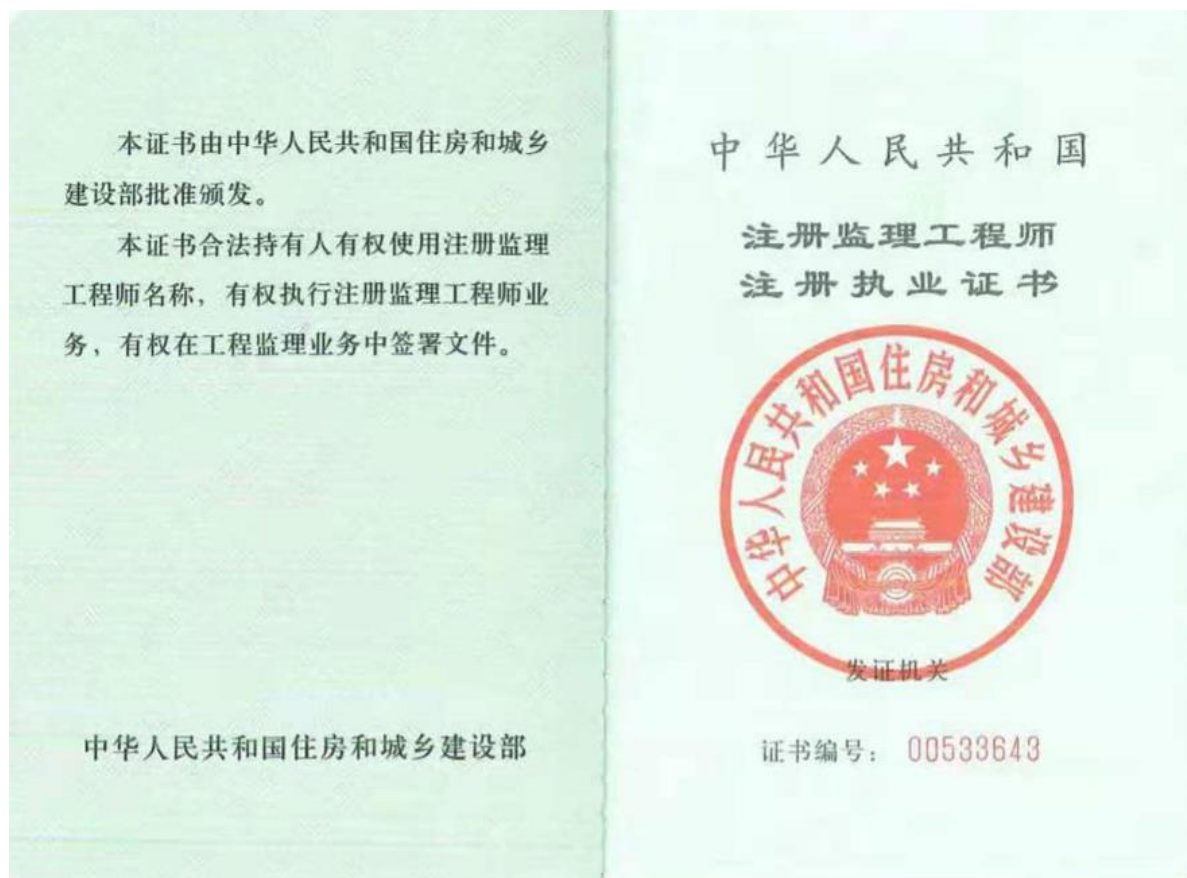 本证书由中华人民共和国住房和城乡
建设部批准颁发。
本证书合法持有人有权使用注册监理
工程师名称，有权执行注册监理工程师业
务，有权在工程监理业务中签署文件。
中华人民共和国住房和城乡建设部
中华人民共和国
注册监理工程师
注册执业证书
中华人民共和国住房和城乡建设部
发证机关
证书编号：00533643